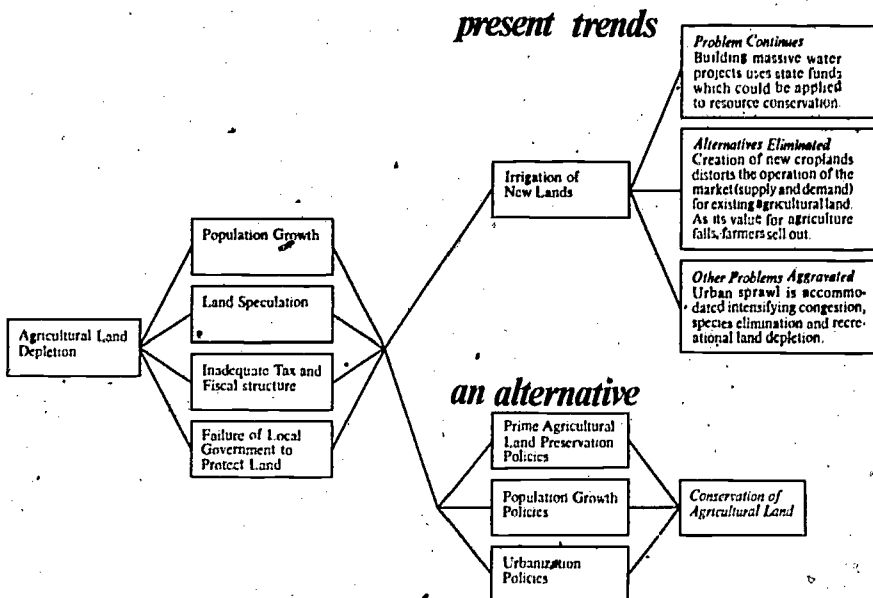 present trends
Agricultural Land
Depletion
Population Growth
Land Speculation
Inadequate Tax and
Fiscal structure
Failure of Local
Government to
Protect Land
Irrigation of
New Lands
Problem Continues
Building massive water
projects uses state funds
which could be applied
to resource conservation.
Alternatives Eliminated
Creation of new croplands
distorts the operation of the
market (supply and demand)
for existing agricultural land.
As its value for agriculture
falls, farmers sell out.
Other Problems Aggravated
Urban sprawl is accommo-
dated intensifying congestion,
species elimination and recre-
ational land depletion.
an alternative
Prime Agricultural
Land Preservation
Policies
Population Growth
Policies
Urbanization
Policies
Conservation of
Agricultural Land